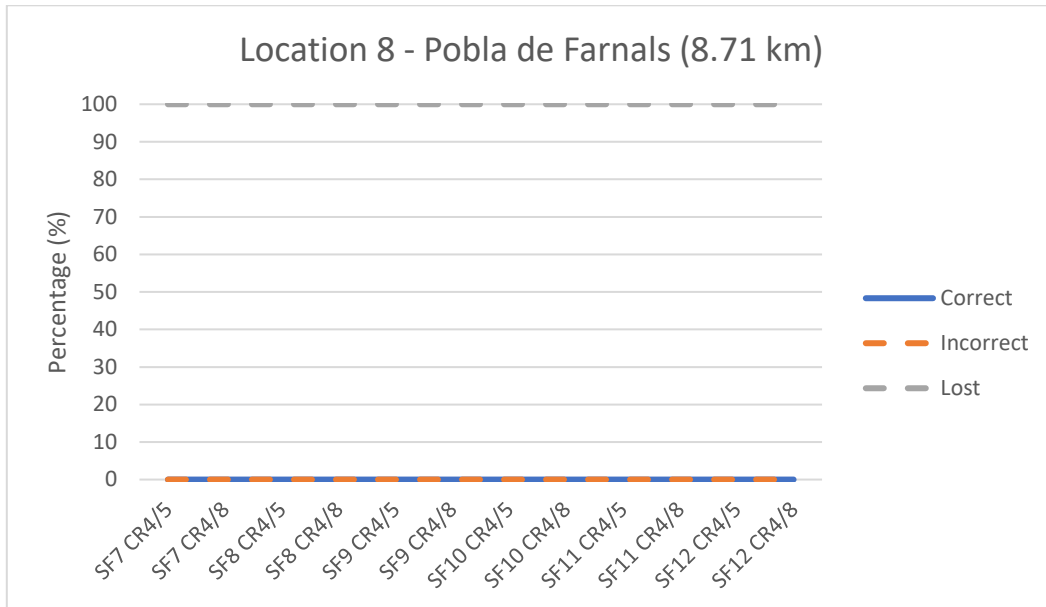 Location 8 - Pobla de Farnals (8.71 km)
Percentage (%)
100
90
80
70
60
50
40
30
20
10
0
SF7 CR4/5
SF7 CR4/8
SF8 CR4/5
SF8 CR4/8
SF9 CR4/5
SF9 CR4/8
SF10 CR4/5
SF10 CR4/8
SF11 CR4/5
SF11 CR4/8
SF12 CR4/5
SF12 CR4/8
Correct
Incorrect
Lost